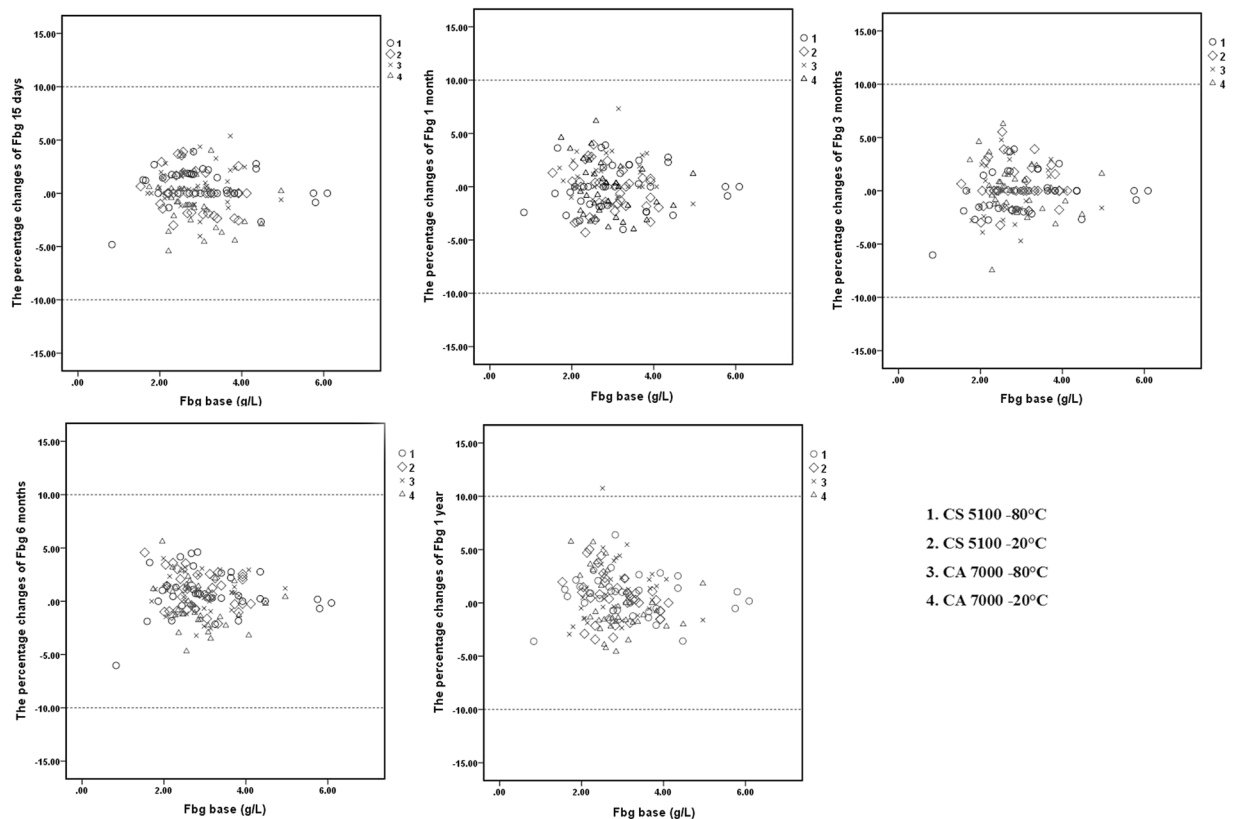 The percentage changes of Fbg 15 days
15.00
10.00
5.00
.00
-5.00
-10.00
-15.00
.00 2.00 4.00 6.00
Fbg base (g/L)
1
2
3
4
The percentage changes of Fbg 1 month
15.00
10.00
5.00
.00
-5.00
-10.00
-15.00
.00 2.00 4.00 6.00
Fbg base (g/L)
1
2
3
4
The percentage changes of Fbg 3 months
15.00
10.00
5.00
.00
-5.00
-10.00
-15.00
.00 2.00 4.00 6.00
Fbg base (g/L)
1
2
3
4
The percentage changes of Fbg 6 months
15.00
10.00
5.00
.00
-5.00
-10.00
-15.00
.00 2.00 4.00 6.00
Fbg base (g/L)
1
2
3
4
The percentage changes of Fbg 1 year
15.00
10.00
5.00
.00
-5.00
-10.00
-15.00
.00 2.00 4.00 6.00
Fbg base (g/L)
1
2
3
4
1. CS 5100 -80°C
2. CS 5100 -20°C
3. CA 7000 -80°C
4. CA 7000 -20°C